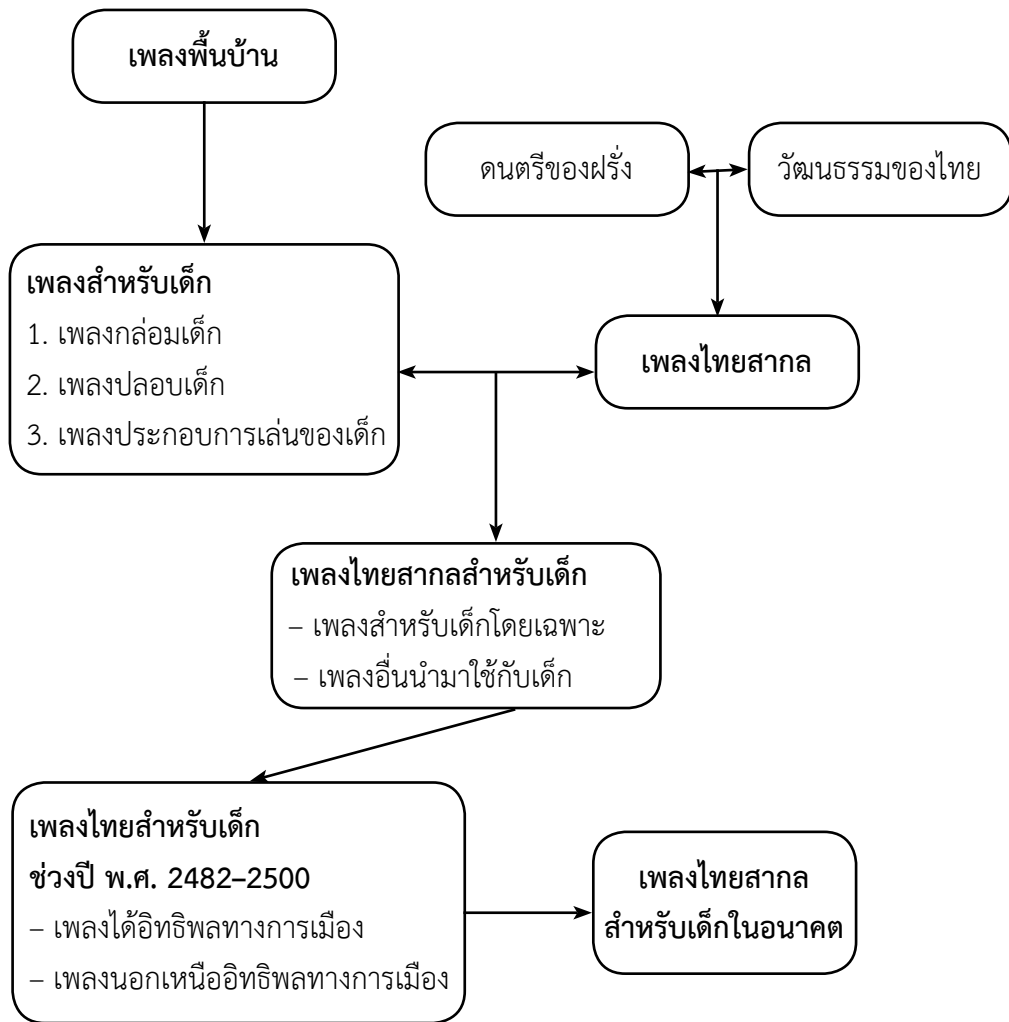 เพลงพื้นบ้าน
ดนตรีของฝรั่ง
วัฒนธรรมของไทย
เพลงสำหรับเด็ก
1. เพลงกล่อมเด็ก
2. เพลงปลอบเด็ก
3. เพลงประกอบการเล่นของเด็ก
เพลงไทยสากล
เพลงไทยสากลสำหรับเด็ก
– เพลงสำหรับเด็กโดยเฉพาะ
– เพลงอื่นนำมาใช้กับเด็ก
เพลงไทยสำหรับเด็ก
ช่วงปี พ.ศ. 2482–2500
– เพลงได้อิทธิพลทางการเมือง
– เพลงนอกเหนืออิทธิพลทางการเมือง
เพลงไทยสากล
สำหรับเด็กในอนาคต